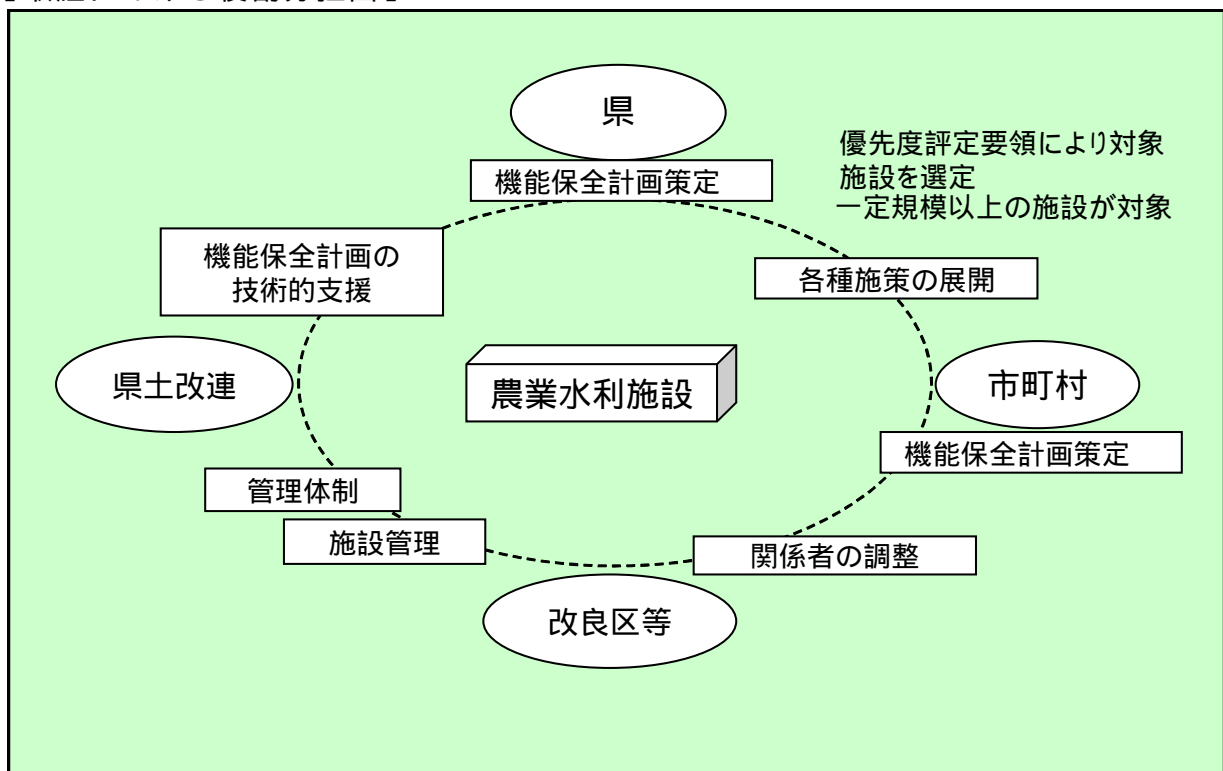 県
機能保全計画策定
優先度評定要領により対象
施設を選定
一定規模以上の施設が対象
機能保全計画の
技術的支援
各種施策の展開
県土改連
農業水利施設
市町村
機能保全計画策定
管理体制
施設管理
関係者の調整
改良区等